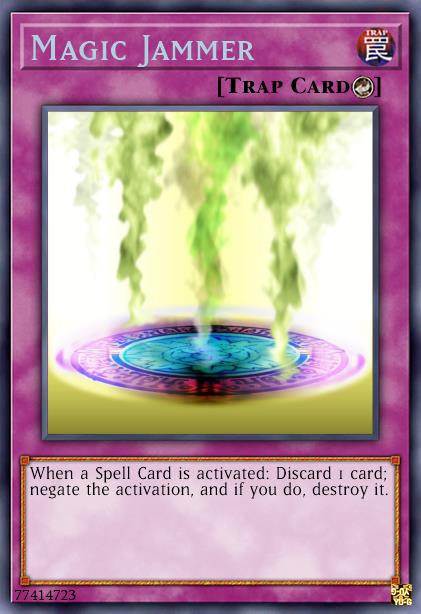 Magic Jammer
TRAP
罠
[Trap Card]
When a Spell Card is activated: Discard 1 card;
negate the activation, and if you do, destroy it.
77414723